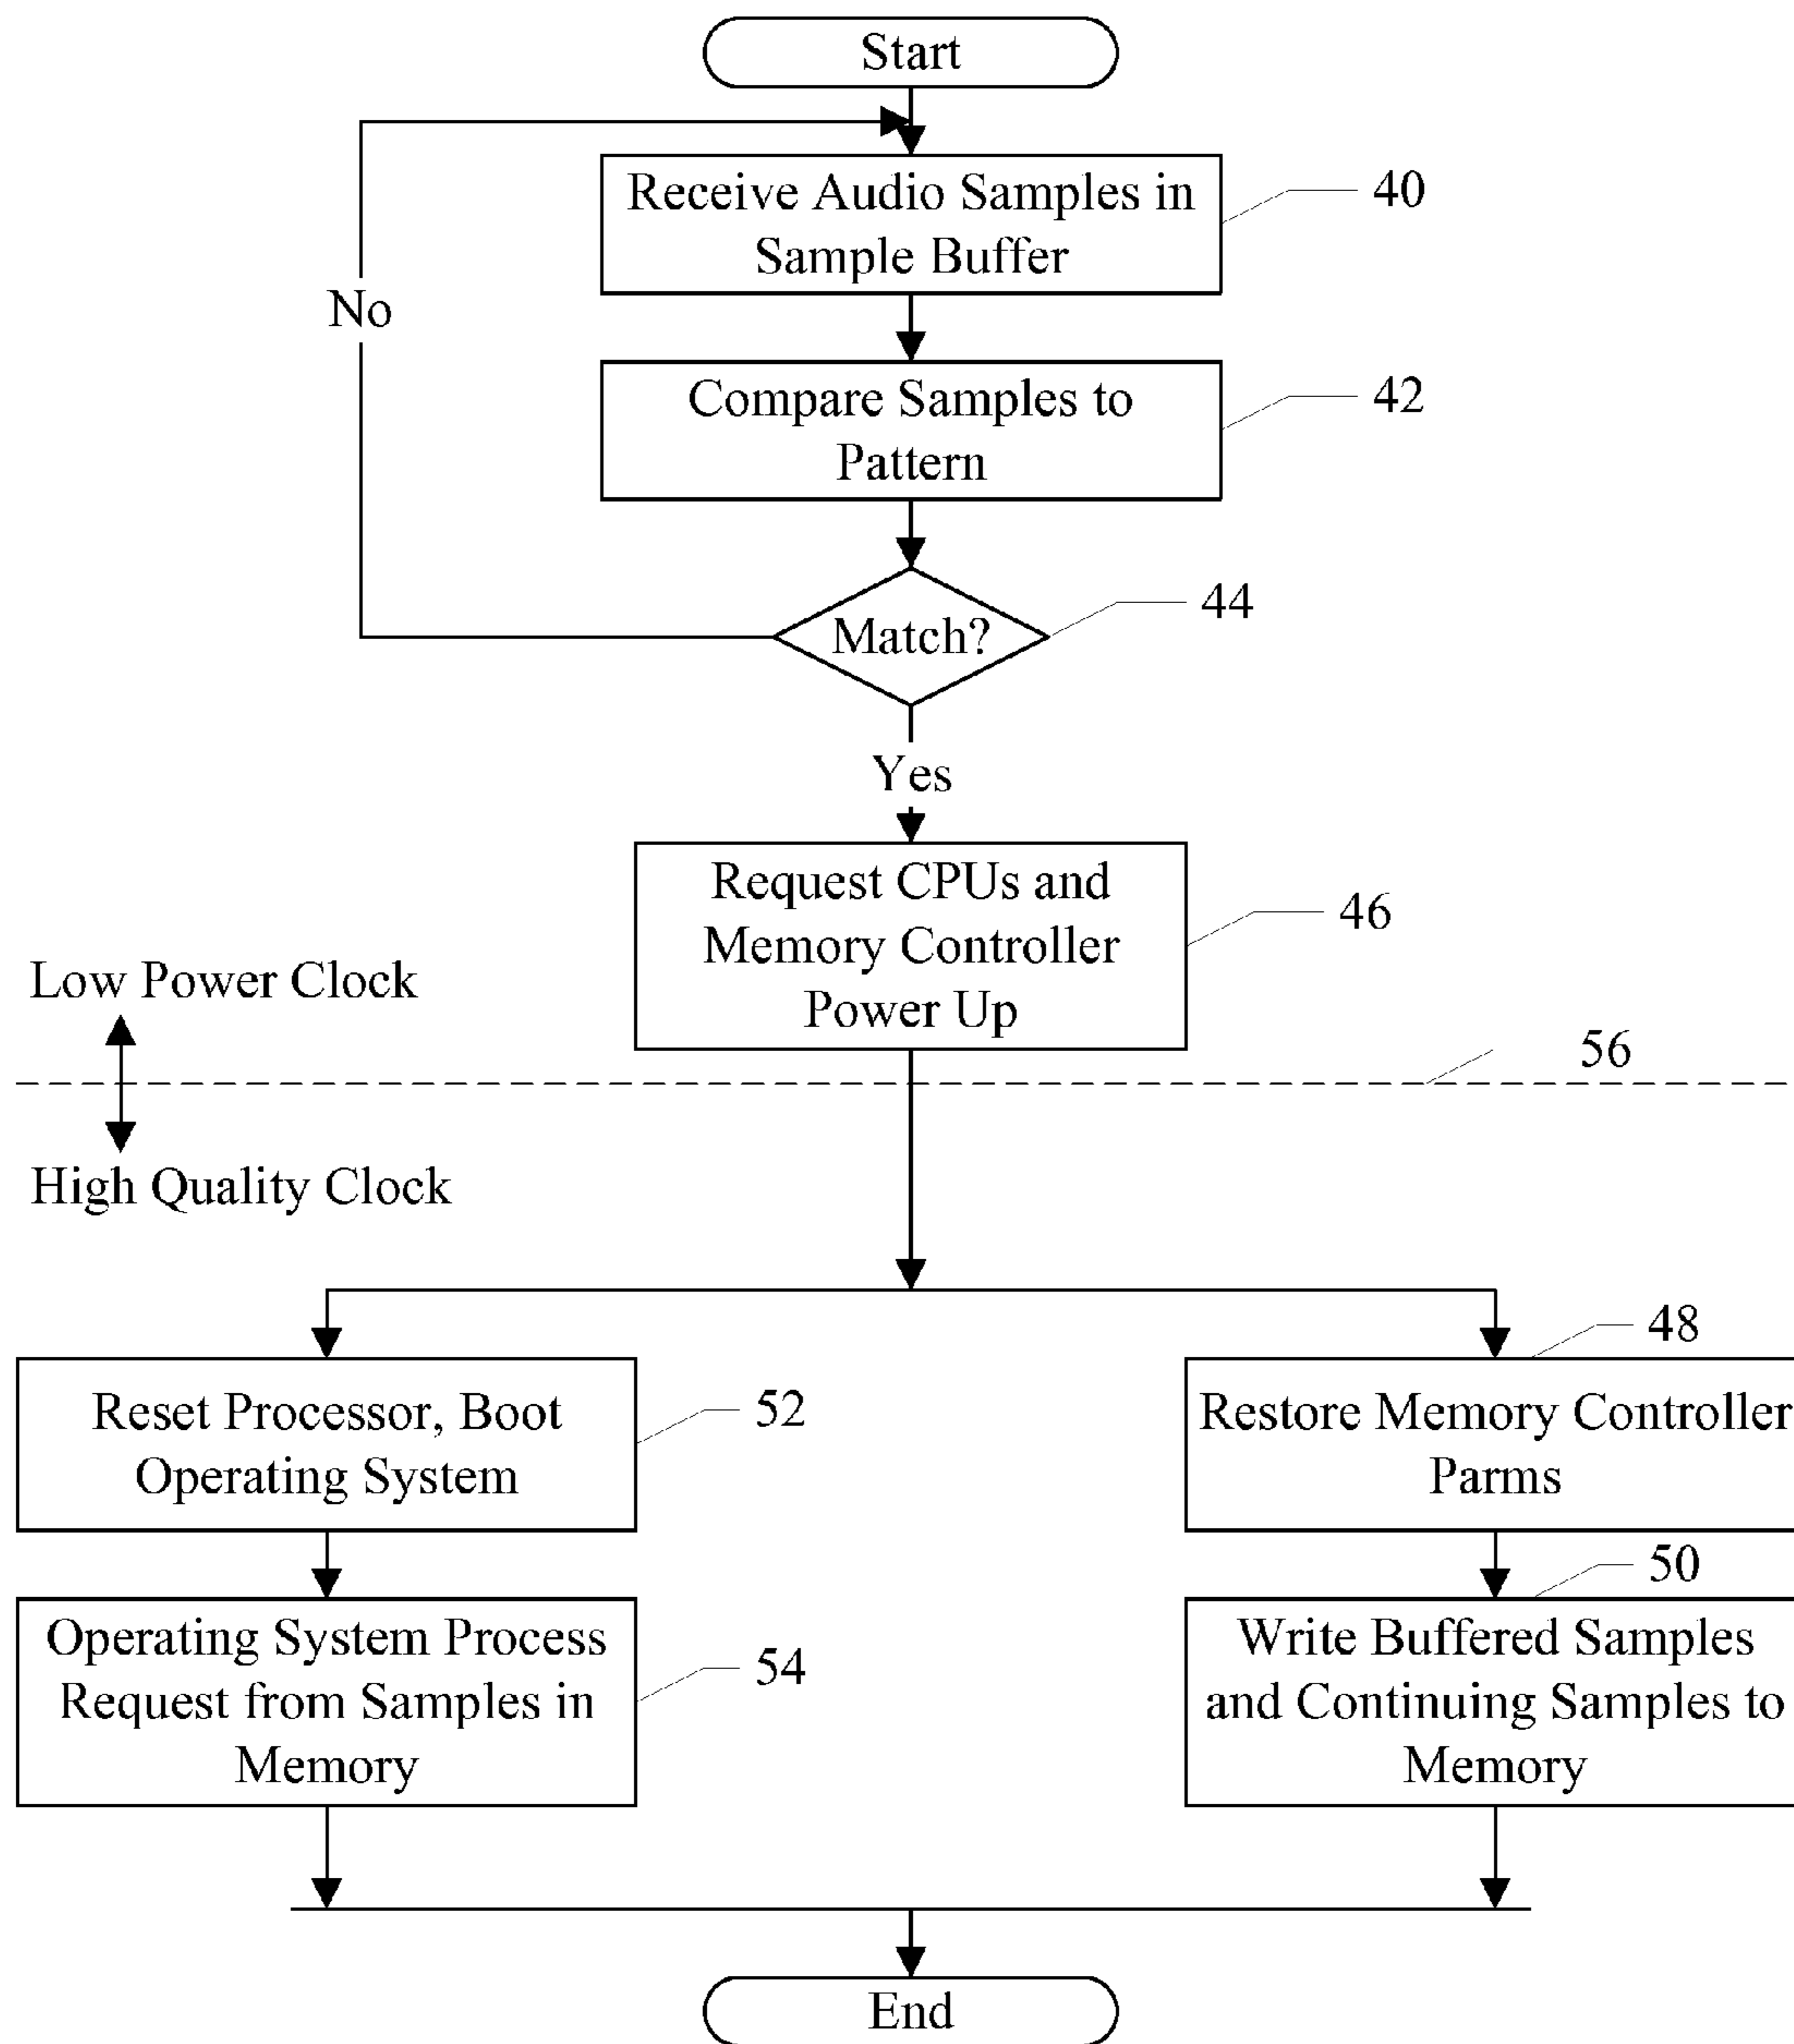 Start
Receive Audio Samples in
Sample Buffer
40
No
Compare Samples to
Pattern
42
Match?
44
Yes
Request CPUs and
Memory Controller
Power Up
46
Low Power Clock
56
High Quality Clock
48
Reset Processor, Boot
Operating System
52
Restore Memory Controller
Parms
50
Operating System Process
Request from Samples in
Memory
54
Write Buffered Samples
and Continuing Samples to
Memory
End